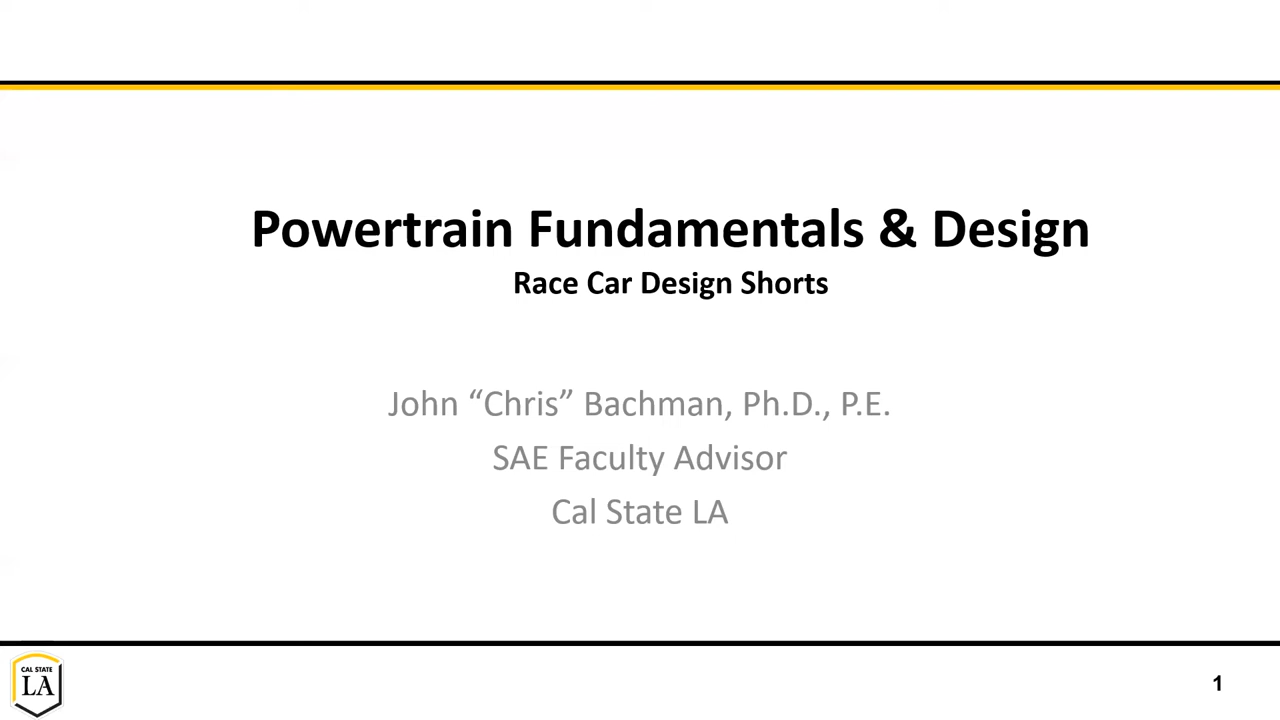 Powertrain Fundamentals & Design
Race Car Design Shorts
John “Chris” Bachman, Ph.D., P.E.
SAE Faculty Advisor
Cal State LA
CAL STATE
LA
1